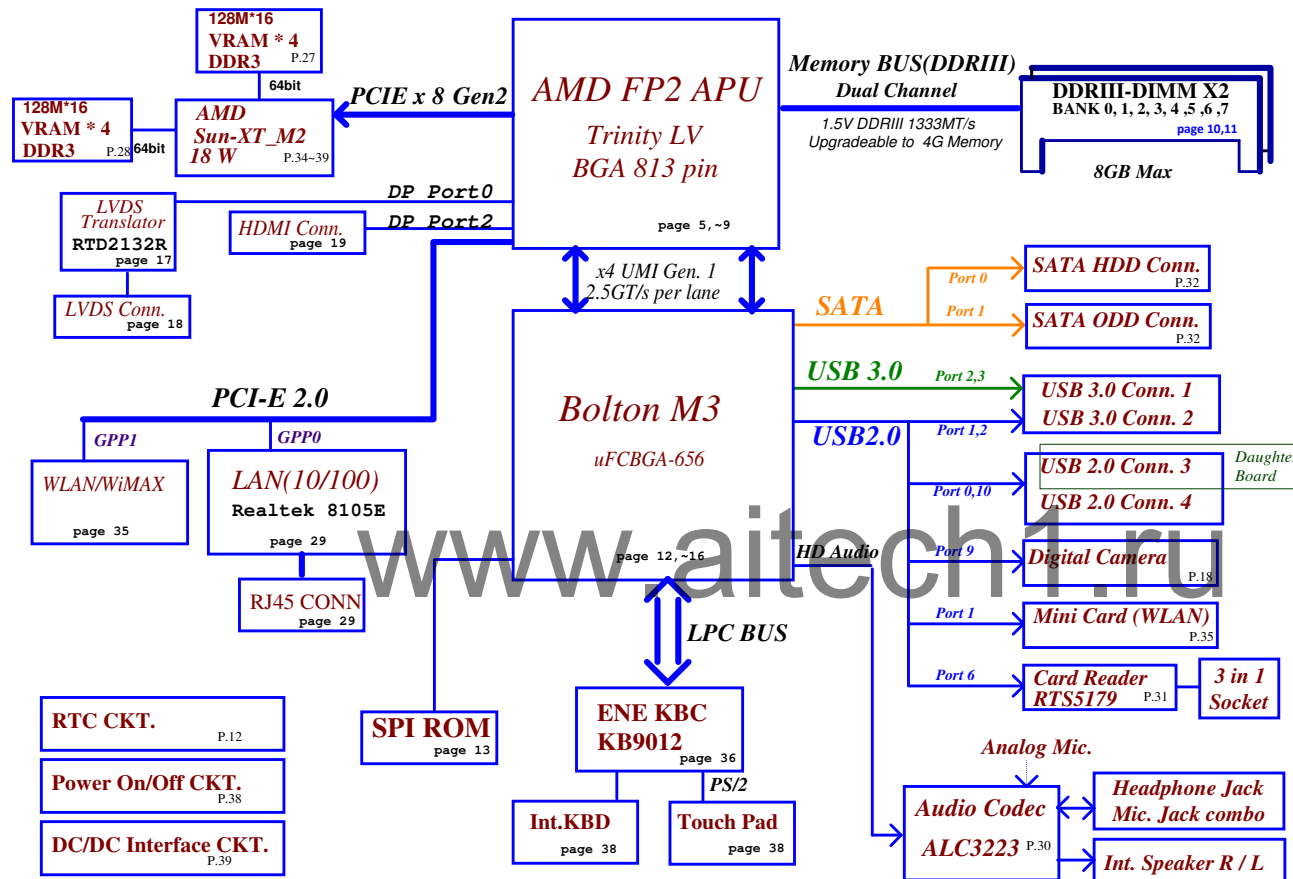 128M*16
VRAM * 4
DDR3 P.27
64bit
128M*16
VRAM * 4
DDR3 P.28
64bit
AMD
Sun-XT_M2
18 W P.34~39
PCIE x 8 Gen2
AMD FP2 APU
Trinity LV
BGA 813 pin
page 5,~9
Memory BUS(DDRIII)
Dual Channel
1.5V DDRIII 1333MT/s
Upgradeable to 4G Memory
DDRIII-DIMM X2
BANK 0, 1, 2, 3, 4 ,5 ,6 ,7
page 10,11
8GB Max
DP Port0
DP Port2
LVDS
Translator
RTD2132R
page 17
HDMI Conn.
page 19
LVDS Conn.
page 18
x4 UMI Gen. 1
2.5GT/s per lane
PCI-E 2.0
GPP1
GPP0
WLAN/WiMAX
page 35
LAN(10/100)
Realtek 8105E
page 29
RJ45 CONN
page 29
Bolton M3
uFCBGA-656
page 12,~16
SATA
Port 0
SATA HDD Conn.
P.32
Port 1
SATA ODD Conn.
P.32
USB 3.0
Port 2,3
USB 3.0 Conn. 1
USB 3.0 Conn. 2
USB2.0
Port 1,2
Port 0,10
USB 2.0 Conn. 3
USB 2.0 Conn. 4
Daughte
Board
HD Audio
Port 9
Digital Camera
P.18
Port 1
Mini Card (WLAN)
P.35
Port 6
Card Reader
RTS5179 P.31
3 in 1
Socket
www.aitech1.ru
LPC BUS
SPI ROM
page 13
ENE KBC
KB9012
page 36
PS/2
Int.KBD
page 38
Touch Pad
page 38
RTC CKT.
P.12
Power On/Off CKT.
P.38
DC/DC Interface CKT.
P.39
Analog Mic.
Audio Codec
ALC3223 P.30
Headphone Jack
Mic. Jack combo
Int. Speaker R / L